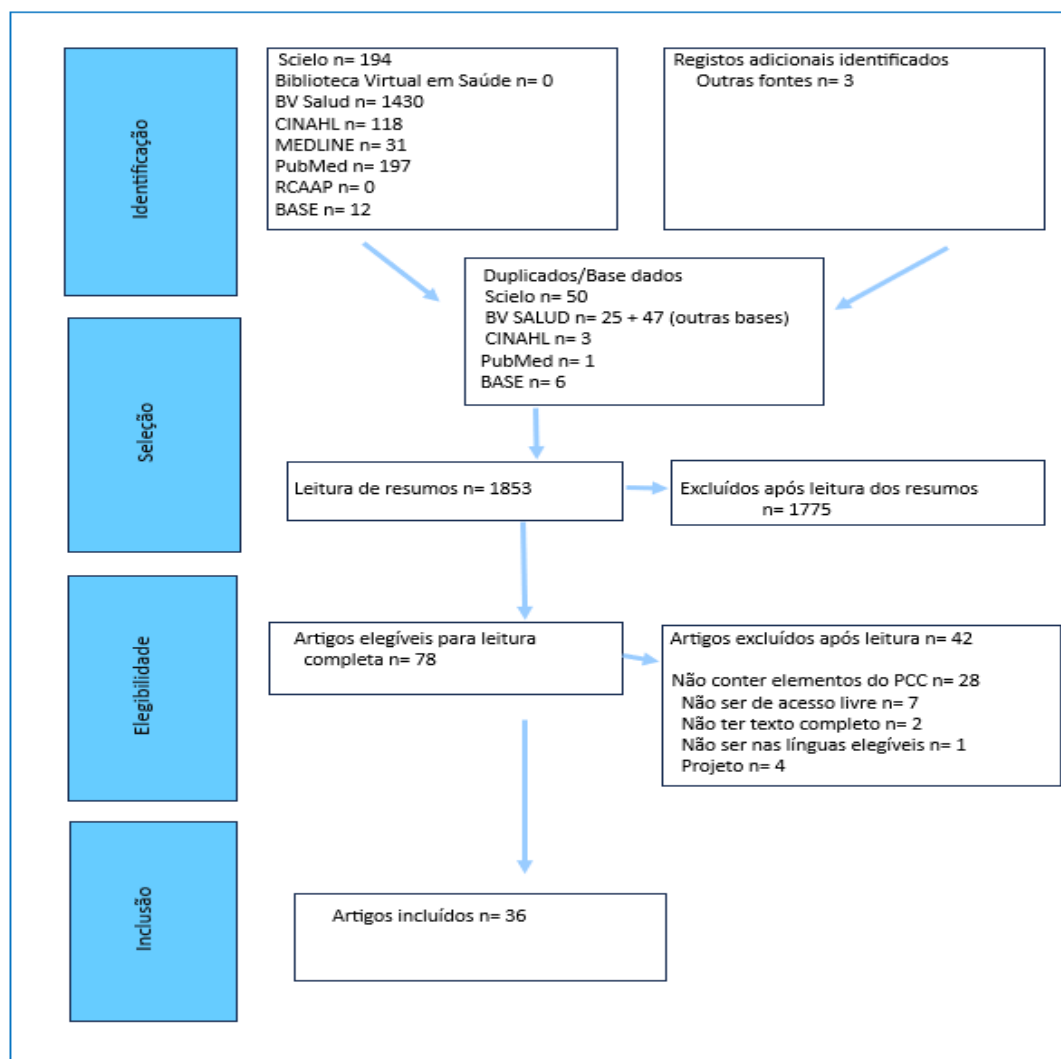 Identificação
Scielo n= 194
Biblioteca Virtual em Saúde n= 0
BV Salud n= 1430
CINAHL n= 118
MEDLINE n= 31
PubMed n= 197
RCAAP n= 0
BASE n= 12
Registos adicionais identificados
Outras fontes n= 3
Duplicados/Base dados
Scielo n= 50
BV SALUD n= 25 + 47 (outras bases)
CINAHL n= 3
PubMed n= 1
BASE n= 6
Seleção
Leitura de resumos n= 1853
Excluídos após leitura dos resumos
n= 1775
Elegibilidade
Artigos elegíveis para leitura
completa n= 78
Artigos excluídos após leitura n= 42
Não conter elementos do PCC n= 28
Não ser de acesso livre n= 7
Não ter texto completo n= 2
Não ser nas línguas elegíveis n= 1
Projeto n= 4
Inclusão
Artigos incluídos n= 36